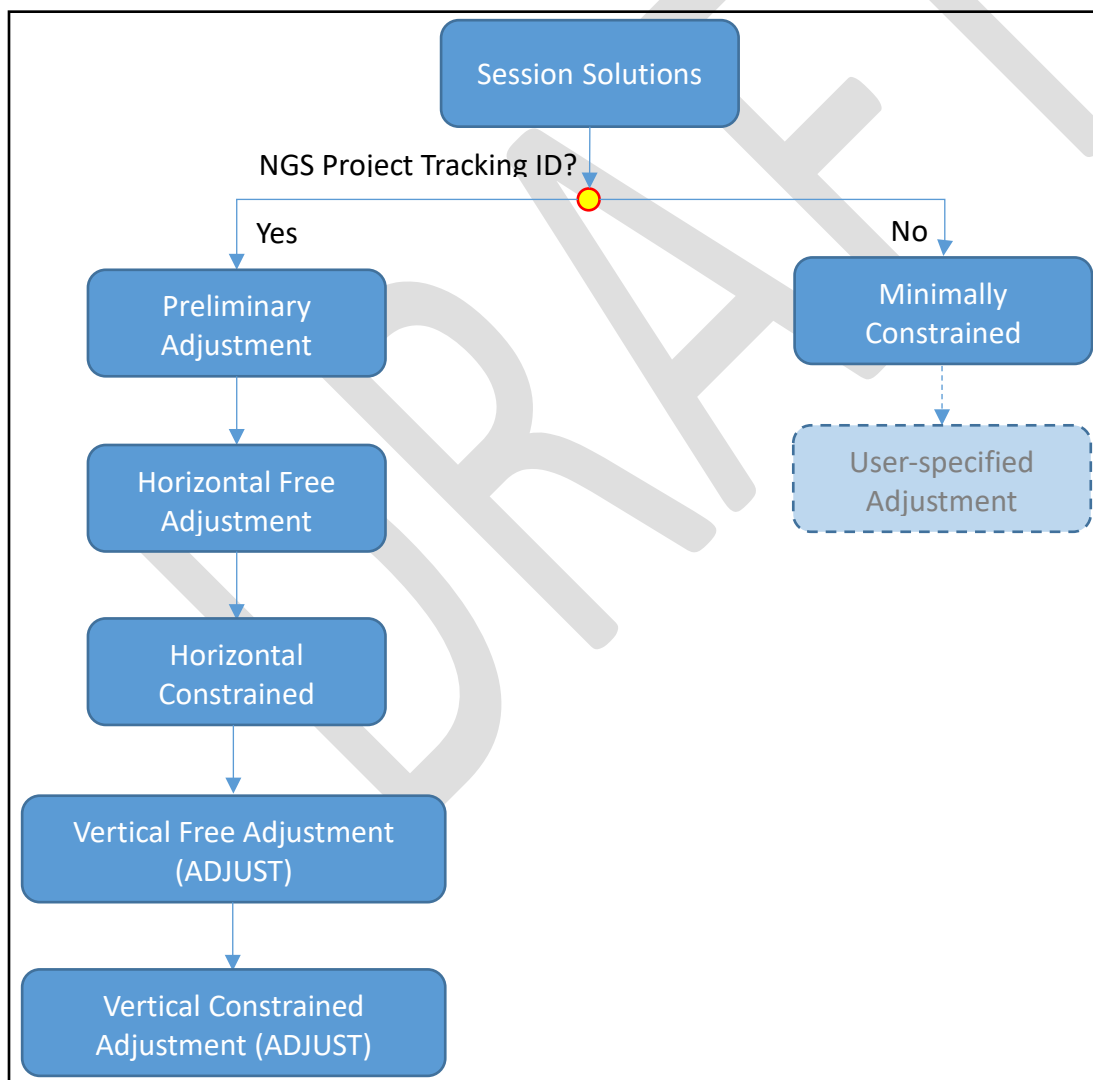 Session Solutions
NGS Project Tracking ID?
Yes
No
Preliminary
Adjustment
Minimally
Constrained
Horizontal Free
Adjustment
User-specified
Adjustment
Horizontal
Constrained
Vertical Free Adjustment
(ADJUST)
Vertical Constrained
Adjustment (ADJUST)
DRAFT